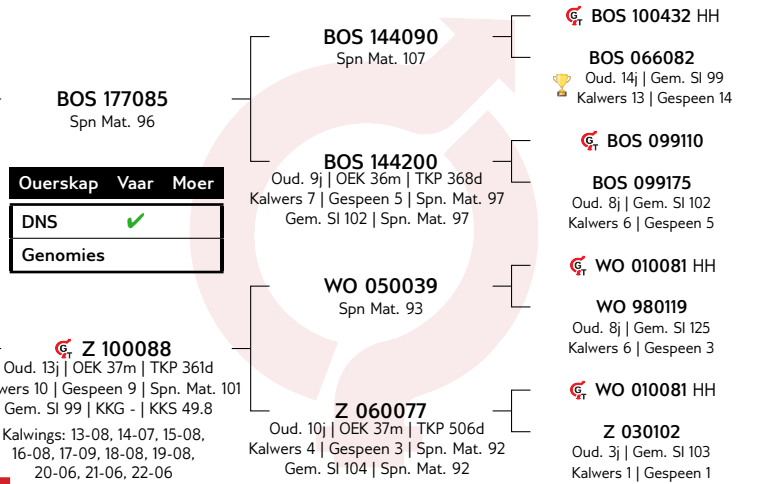 BOS 177085
Spn Mat. 96
Ouerskap Vaar Moer
DNS ✔
Genomies
Z 100088
Oud. 13j | OEK 37m | TKP 361d
wers 10 | Gespeen 9 | Spn. Mat. 101
Gem. SI 99 | KKG - | KKS 49.8
Kalwings: 13-08, 14-07, 15-08,
16-08, 17-09, 18-08, 19-08,
20-06, 21-06, 22-06
BOS 144090
Spn Mat. 107
BOS 144200
Oud. 9j | OEK 36m | TKP 368d
Kalwers 7 | Gespeen 5 | Spn. Mat. 97
Gem. SI 102 | Spn. Mat. 97
WO 050039
Spn Mat. 93
Z 060077
Oud. 10j | OEK 37m | TKP 506d
Kalwers 4 | Gespeen 3 | Spn. Mat. 92
Gem. SI 104 | Spn. Mat. 92
GT BOS 100432 HH
BOS 066082
Oud. 14j | Gem. SI 99
Kalwers 13 | Gespeen 14
GT BOS 099110
BOS 099175
Oud. 8j | Gem. SI 102
Kalwers 6 | Gespeen 5
GT WO 010081 HH
WO 980119
Oud. 8j | Gem. SI 125
Kalwers 6 | Gespeen 3
GT WO 010081 HH
Z 030102
Oud. 3j | Gem. SI 103
Kalwers 1 | Gespeen 1